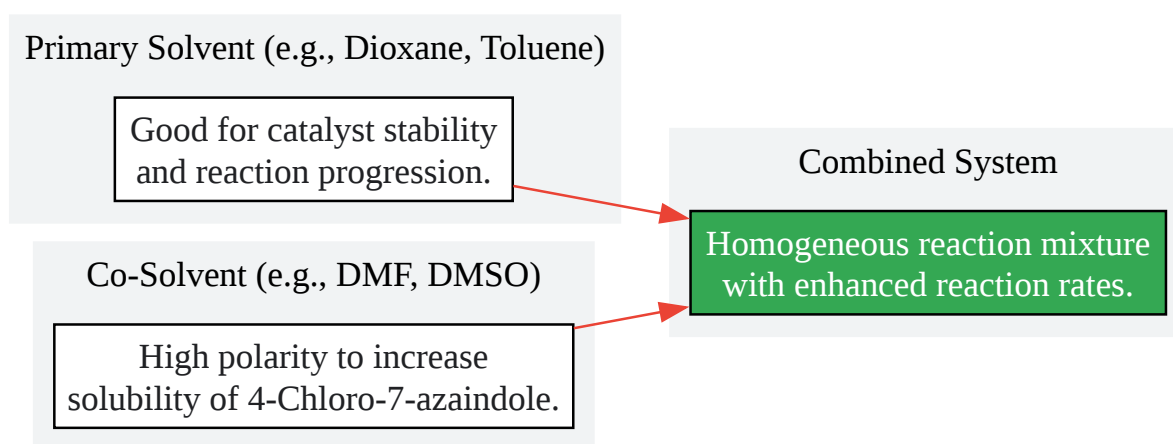 Primary Solvent (e.g., Dioxane, Toluene)
Good for catalyst stability
and reaction progression.
Co-Solvent (e.g., DMF, DMSO)
High polarity to increase
solubility of 4-Chloro-7-azaindole.
Combined System
Homogeneous reaction mixture
with enhanced reaction rates.